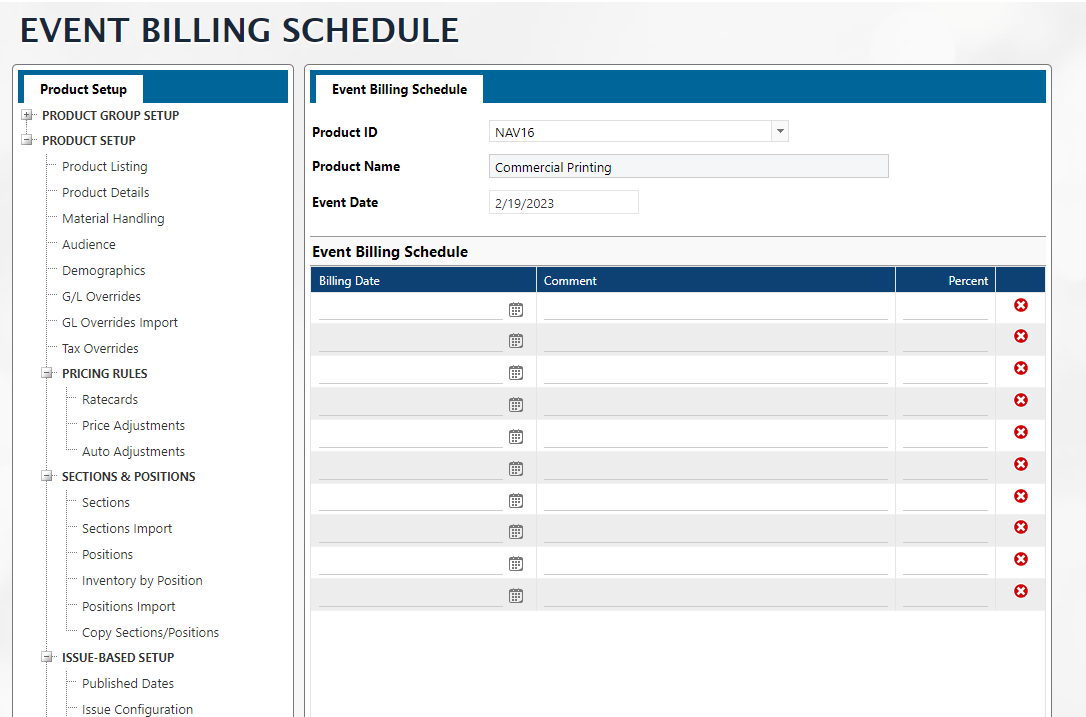 EVENT BILLING SCHEDULE
Product Setup
PRODUCT GROUP SETUP
PRODUCT SETUP
Product Listing
Product Details
Material Handling
Audience
Demographics
G/L Overrides
GL Overrides Import
Tax Overrides
PRICING RULES
Ratecards
Price Adjustments
Auto Adjustments
SECTIONS & POSITIONS
Sections
Sections Import
Positions
Inventory by Position
Positions Import
Copy Sections/Positions
ISSUE-BASED SETUP
Published Dates
Issue Configuration
Event Billing Schedule
Product ID NAV16
Product Name Commercial Printing
Event Date 2/19/2023
Event Billing Schedule
Billing Date Comment Percent